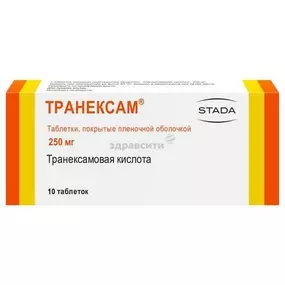 ТРАНЕКСАМ®
STADA
Таблетки, покрытые пленочной оболочкой
250 мг
здравсити
Транексамовая кислота
10 таблеток